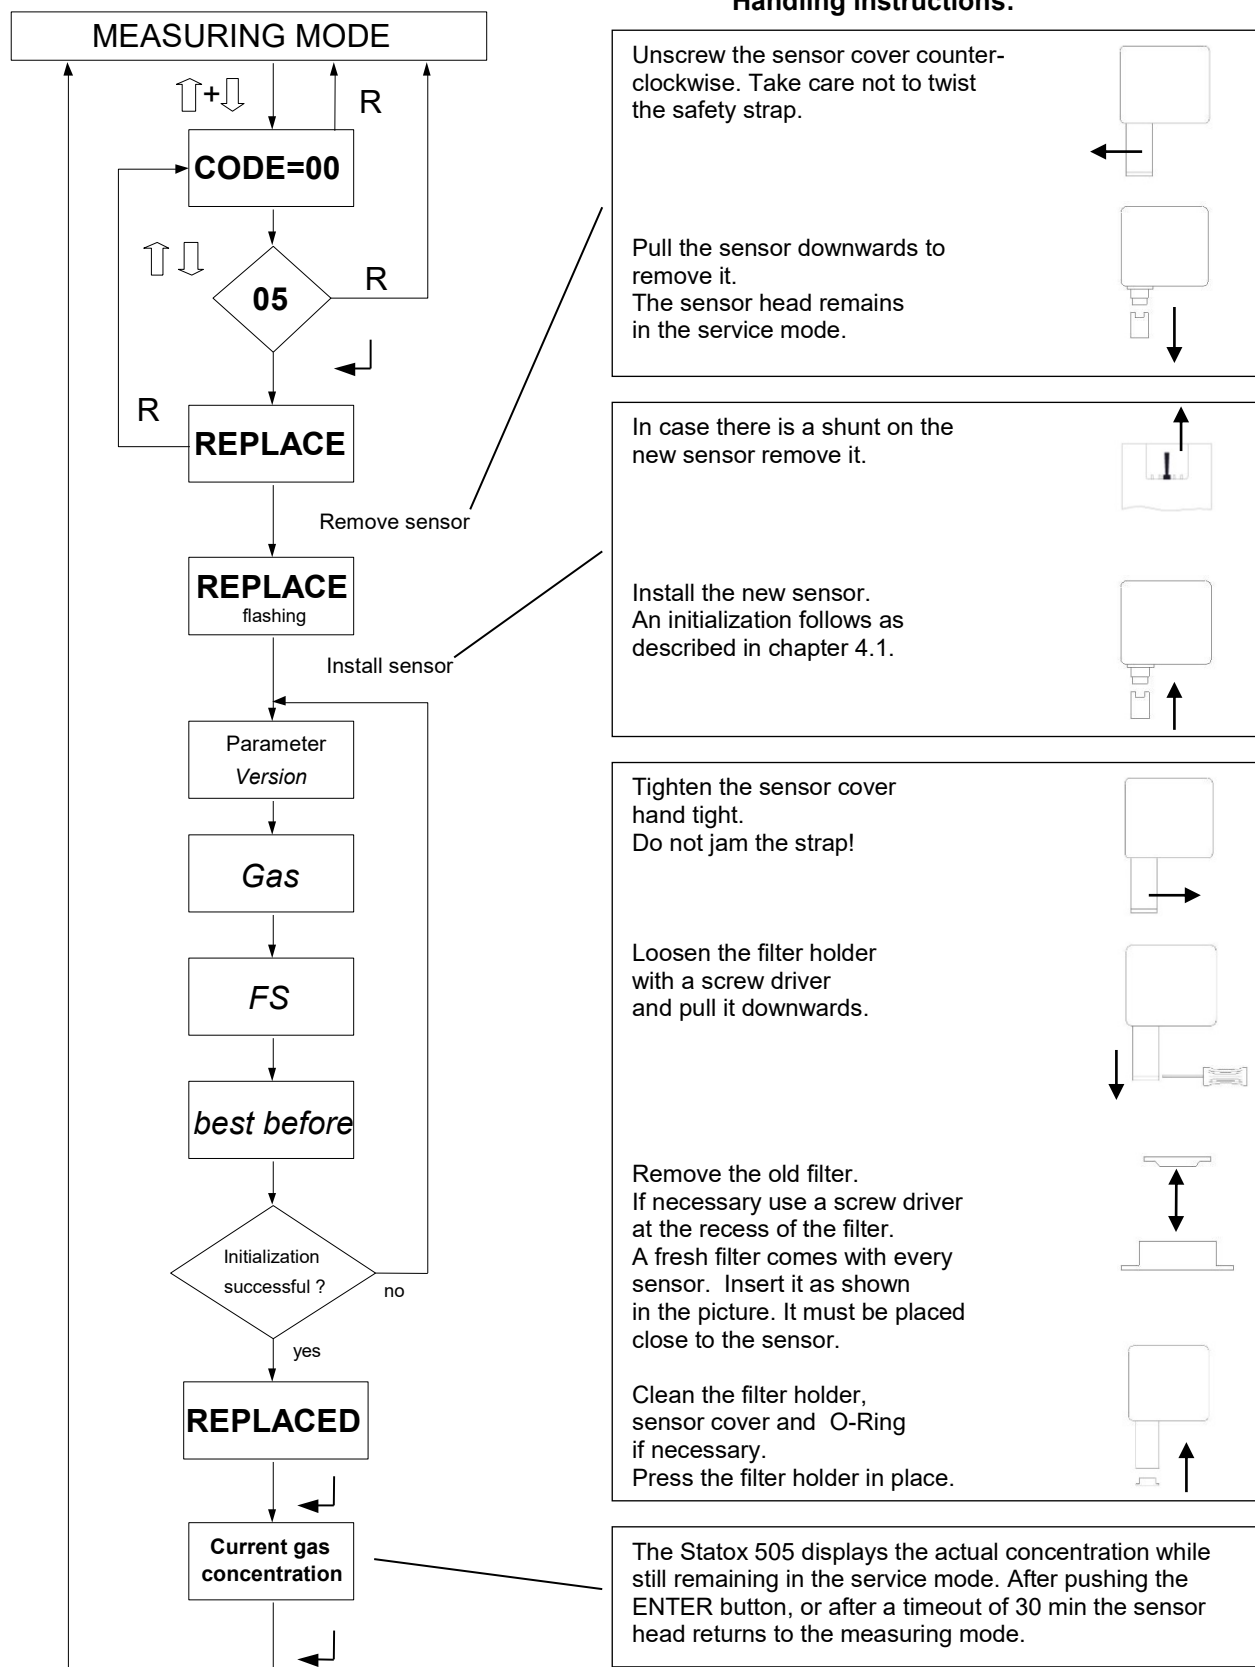 Handling instructions:
MEASURING MODE
+
R
CODE=00
05
R
R
REPLACE
Remove sensor
REPLACE
flashing
Install sensor
Parameter
Version
Gas
FS
best before
Initialization
successful ?
no
yes
REPLACED
Current gas
concentration
Unscrew the sensor cover counter-
clockwise. Take care not to twist
the safety strap.
Pull the sensor downwards to
remove it.
The sensor head remains
in the service mode.
In case there is a shunt on the
new sensor remove it.
Install the new sensor.
An initialization follows as
described in chapter 4.1.
Tighten the sensor cover
hand tight.
Do not jam the strap!
Loosen the filter holder
with a screw driver
and pull it downwards.
Remove the old filter.
If necessary use a screw driver
at the recess of the filter.
A fresh filter comes with every
sensor. Insert it as shown
in the picture. It must be placed
close to the sensor.
Clean the filter holder,
sensor cover and O-Ring
if necessary.
Press the filter holder in place.
The Statox 505 displays the actual concentration while
still remaining in the service mode. After pushing the
ENTER button, or after a timeout of 30 min the sensor
head returns to the measuring mode.